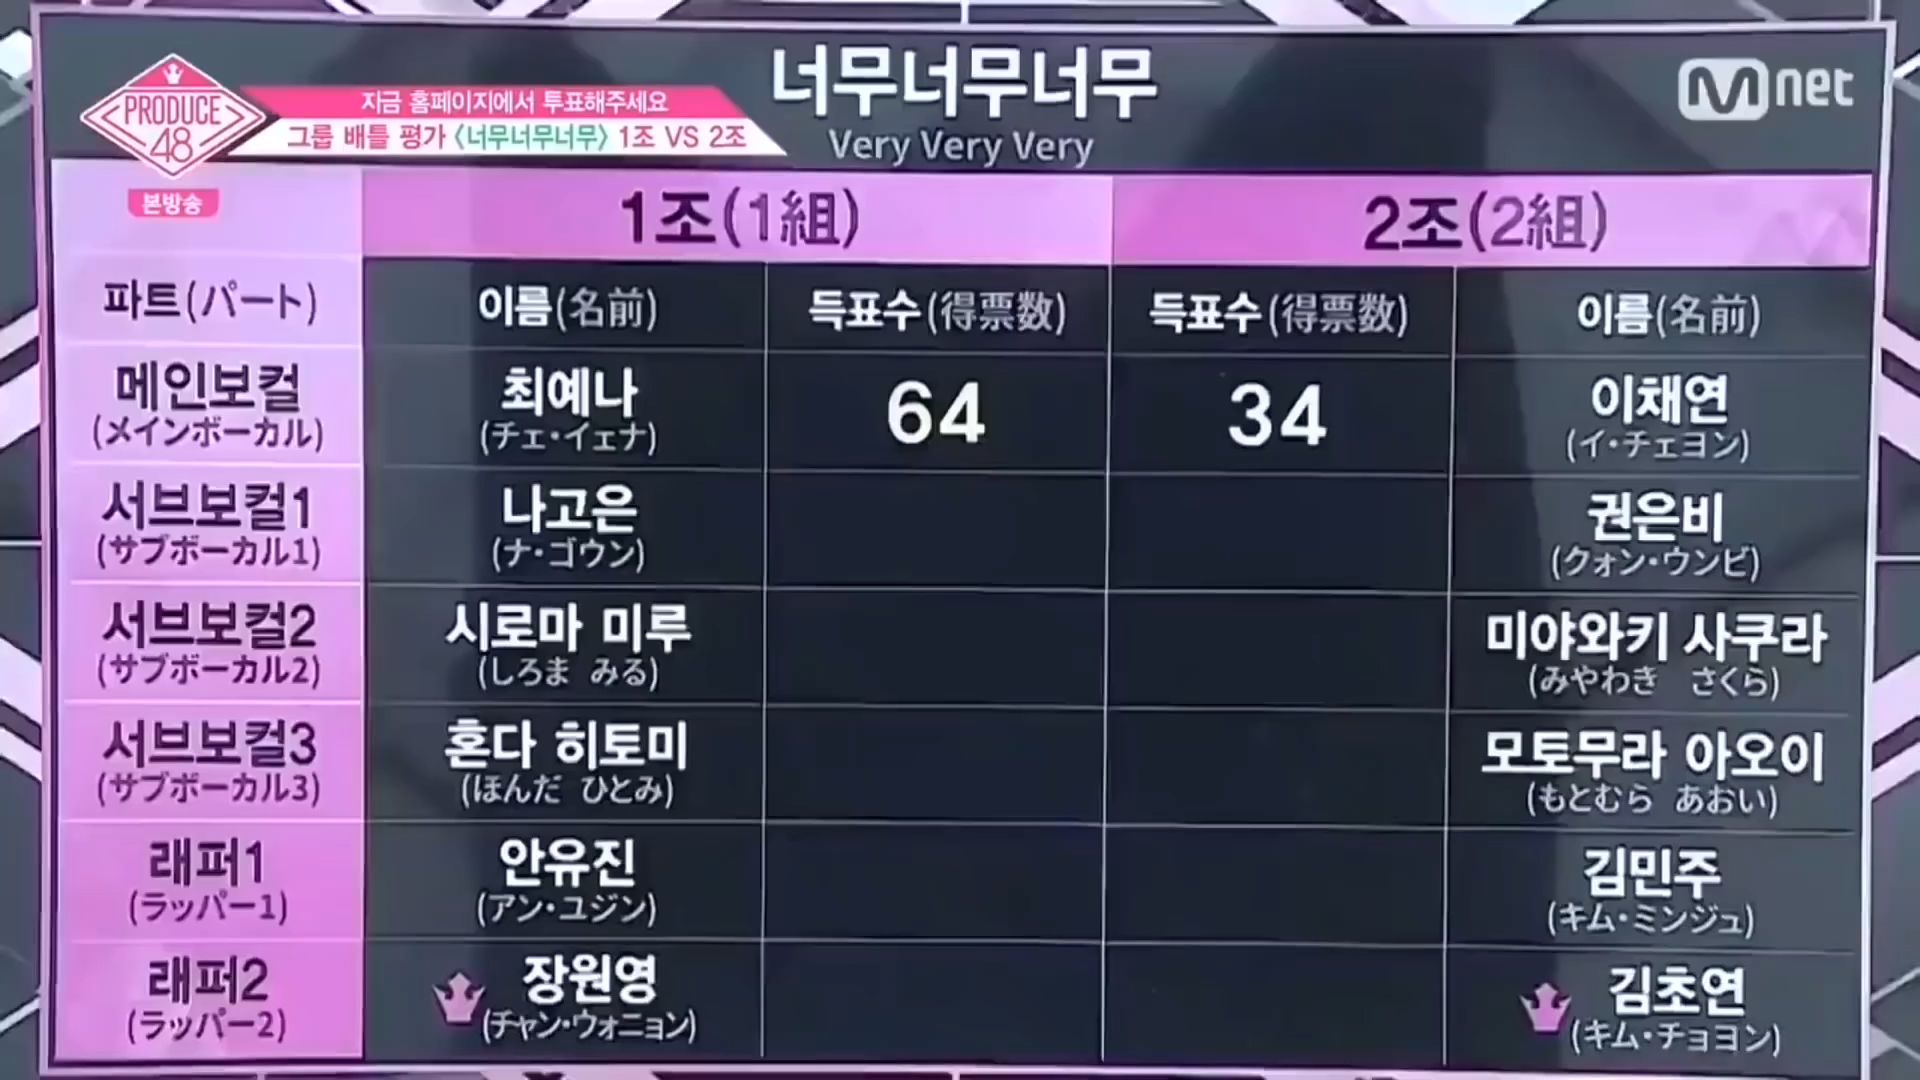 너무너무너무
Very Very Very
PRODUCE
48
지금 홈페이지에서 투표해주세요
그룹 배틀 평가 <너무너무너무> 1조 VS 2조
본방송
M net
1조(1組)
2조(2組)
파트(パート)
이름(名前)
득표수(得票数)
득표수(得票数)
이름(名前)
메인보컬
(メインボーカル)
최예나
(チェ・イェナ)
64
34
이채연
(イ・チェヨン)
서브보컬1
(サブボーカル1)
나고은
(ナ・ゴウン)
권은비
(クォン・ウンビ)
서브보컬2
(サブボーカル2)
시로마 미루
(しろま みる)
미야와키 사쿠라
(みやわき さくら)
서브보컬3
(サブボーカル3)
혼다 히토미
(ほんだ ひとみ)
모토무라 아오이
(もとむら あおい)
래퍼1
(ラッパー1)
안유진
(アン・ユジン)
김민주
(キム・ミンジュ)
래퍼2
(ラッパー2)
장원영
(チャン・ウォニョン)
김초연
(キム・チョヨン)